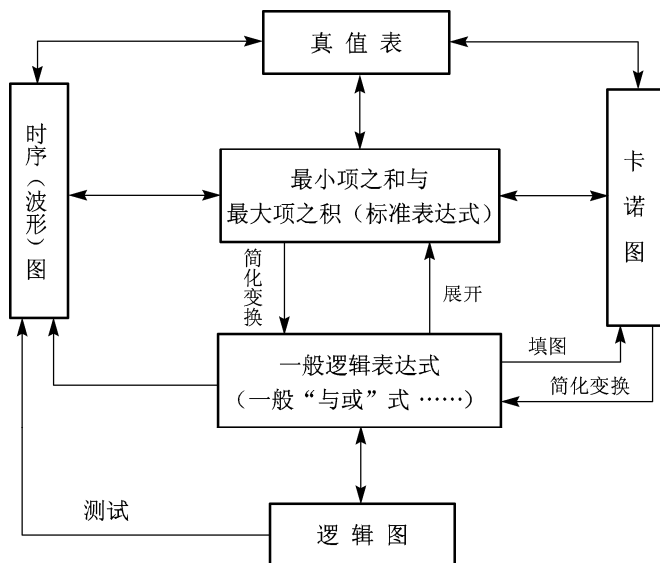 真值表
时序(波形)图
最小项之和与
最大项之积(标准表达式)
卡诺图
简化变换
展开
一般逻辑表达式
(一般“与或”式……)
填图
简化变换
测试
逻辑图